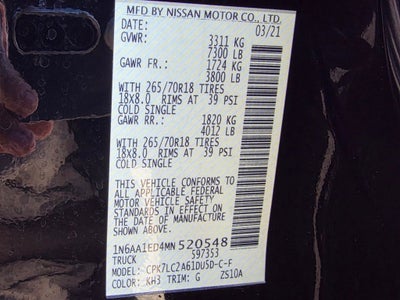 MFD BY NISSAN MOTOR CO., LTD.
DATE: 03/21
GVWR: 3311 KG
7300 LB
GAWR FR: 1724 KG
3800 LB
WITH 265/70R18 TIRES
18X8.0 RIMS AT 39 PSI
COLD SINGLE
GAWR RR.: 1820 KG
4012 LB
WITH 265/70R18 TIRES
18X8.0 RIMS AT 39 PSI
COLD SINGLE
THIS VEHICLE CONFORMS TO
ALL APPLICABLE FEDERAL
MOTOR VEHICLE SAFETY
STANDARDS IN EFFECT ON
THE DATE OF MANUFACTURE
SHOWN ABOVE.
1N6AA1ED4MN 520548
TRUCK 597353
MODEL: CPK7LC2A61DU5D-C-F
COLOR: KH3 TRIM: G ZS10A